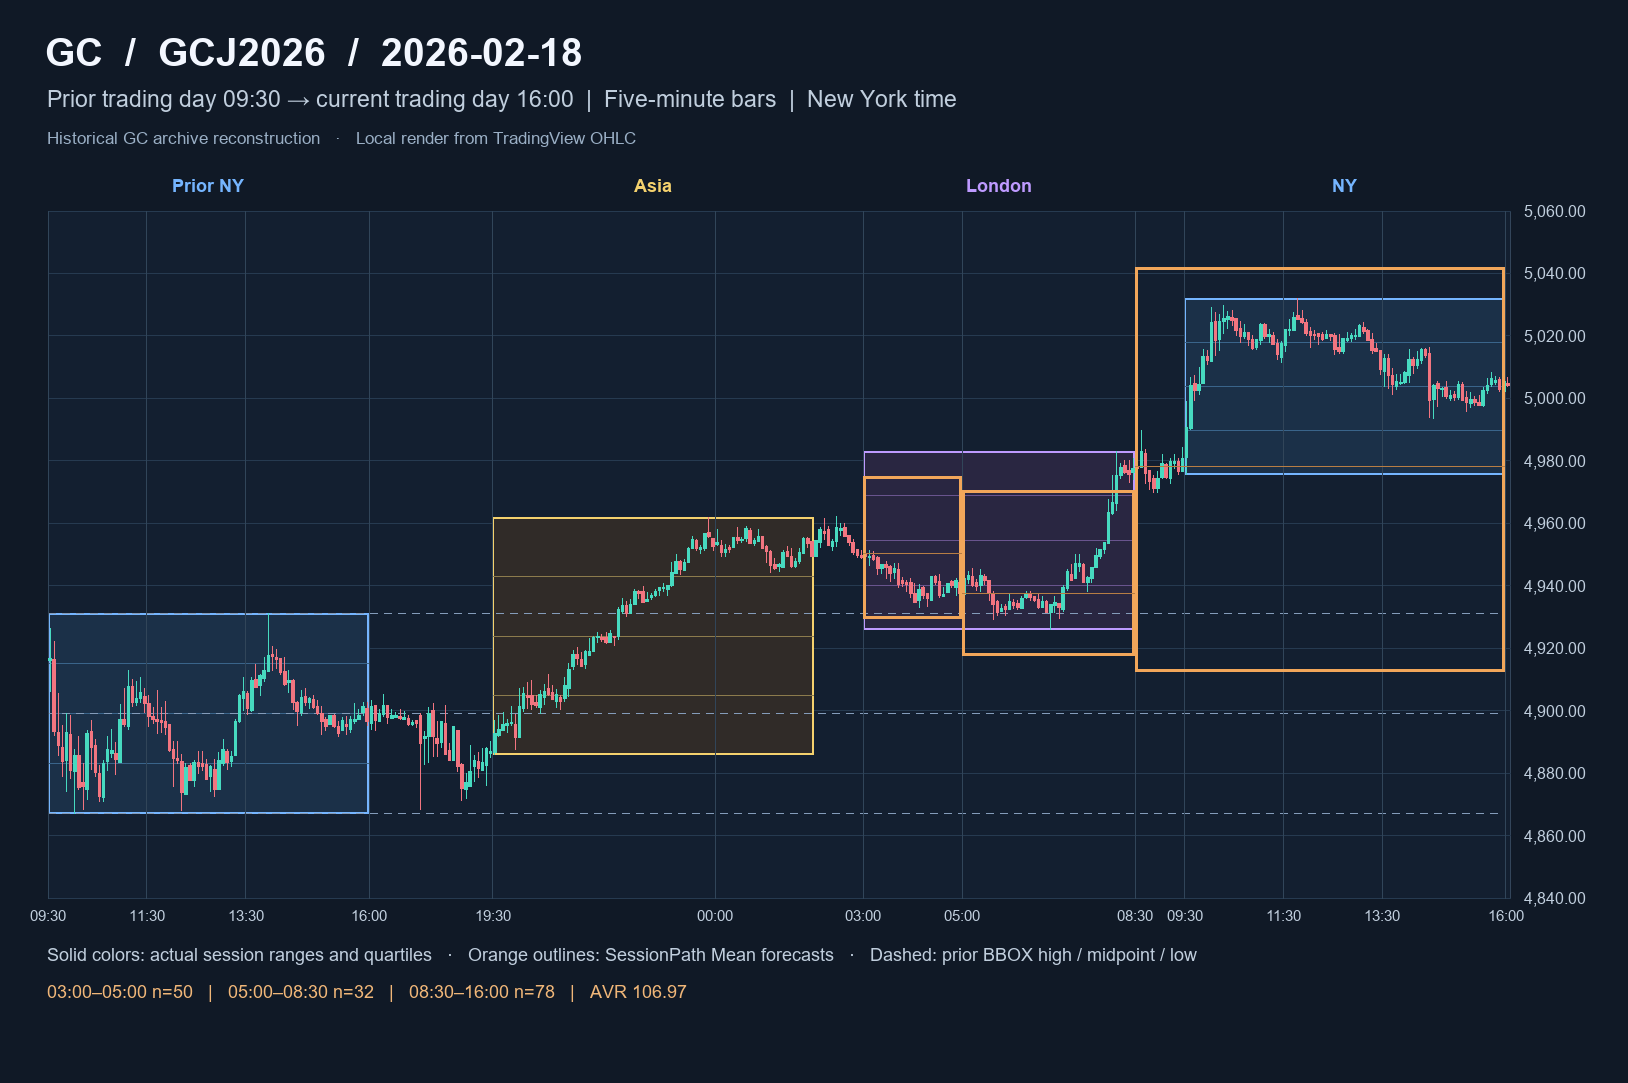 GC / GCJ2026 / 2026-02-18
Prior trading day 09:30 → current trading day 16:00 | Five-minute bars | New York time
Historical GC archive reconstruction · Local render from TradingView OHLC
Prior NY Asia London NY
5,060.00
5,040.00
5,020.00
5,000.00
4,980.00
4,960.00
4,940.00
4,920.00
4,900.00
4,880.00
4,860.00
4,840.00
09:30 11:30 13:30 16:00 19:30 00:00 03:00 05:00 08:30 09:30 11:30 13:30 16:00
Solid colors: actual session ranges and quartiles · Orange outlines: SessionPath Mean forecasts · Dashed: prior BBOX high / midpoint / low
03:00–05:00 n=50 | 05:00–08:30 n=32 | 08:30–16:00 n=78 | AVR 106.97